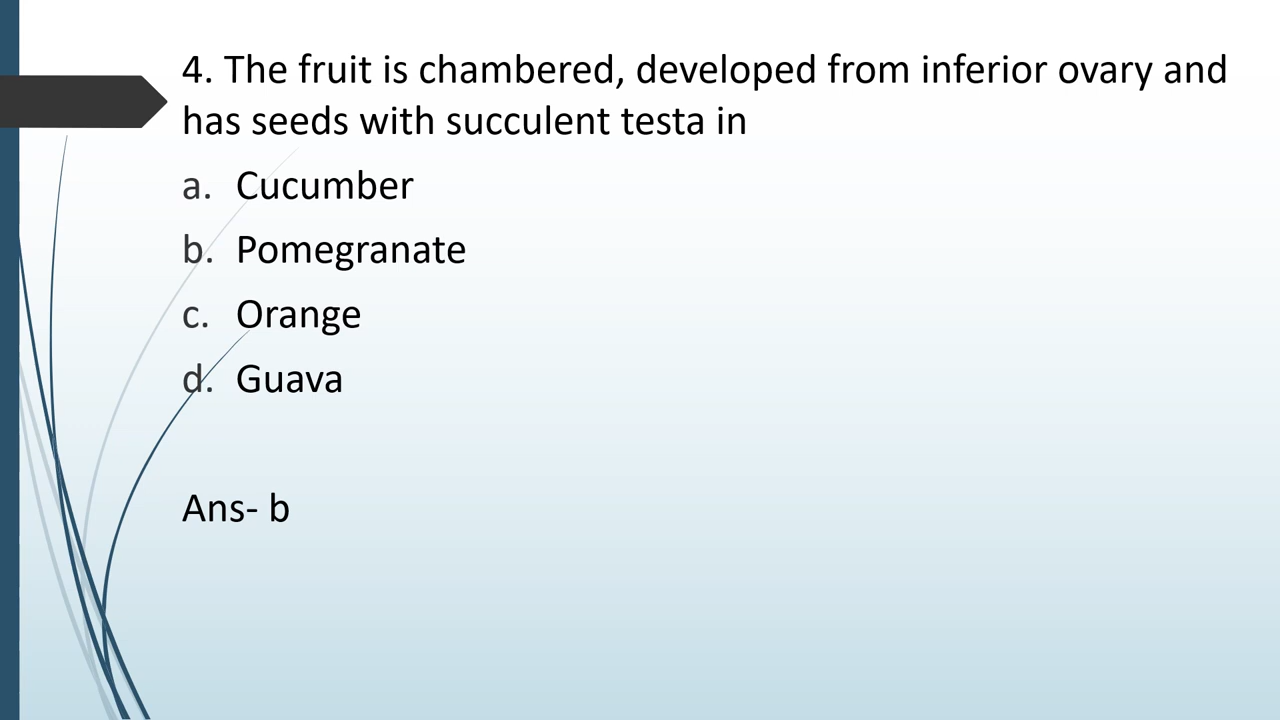 4. The fruit is chambered, developed from inferior ovary and
has seeds with succulent testa in
a. Cucumber
b. Pomegranate
c. Orange
d. Guava
Ans- b